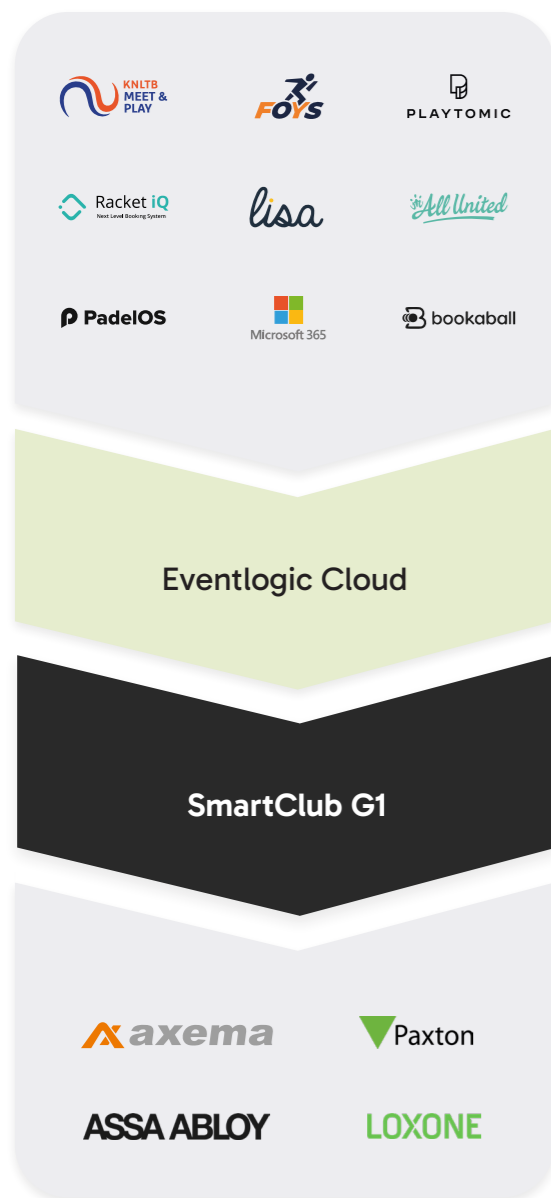 KNLTB
MEET &
PLAY
FOYS
PLAYTOMIC
Racket iQ
Next Level Booking System
lisa
All United
PadelOS
Microsoft 365
bookaball
Eventlogic Cloud
SmartClub G1
axema
Paxton
ASSA ABLOY
LOXONE